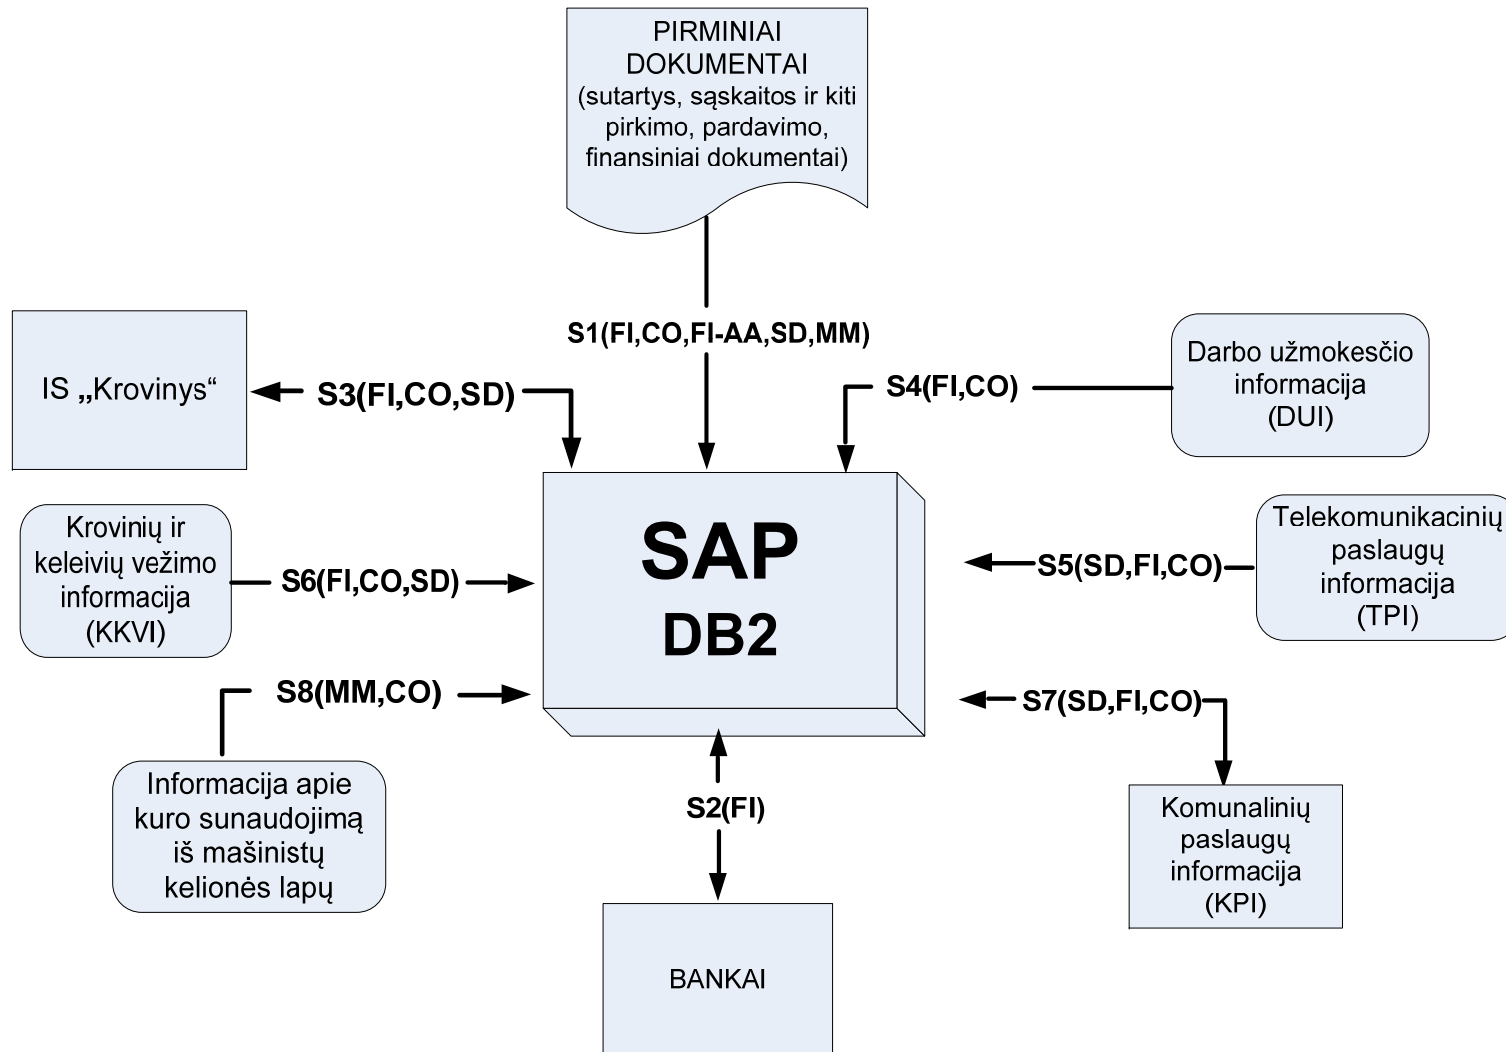 PIRMINIAI
DOKUMENTAI
(sutartys, sąskaitos ir kiti
pirkimo, pardavimo,
finansiniai dokumentai)
S1(FI,CO,FI-AA,SD,MM)
IS „Krovinys“
S3(FI,CO,SD)
S4(FI,CO)
Darbo užmokesčio
informacija
(DUI)
Krovinių ir
keleivių vežimo
informacija
(KKVI)
S6(FI,CO,SD)
SAP
DB2
S5(SD,FI,CO)
Telekomunikacinių
paslaugų
informacija
(TPI)
S8(MM,CO)
S7(SD,FI,CO)
Informacija apie
kuro sunaudojimą
iš mašinistų
kelionės lapų
S2(FI)
Komunalinių
paslaugų
informacija
(KPI)
BANKAI